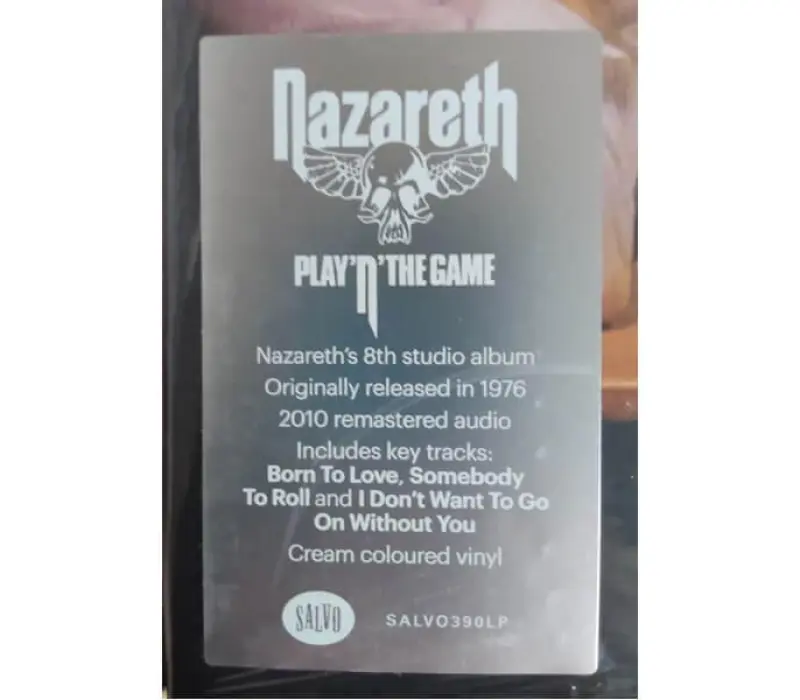 Nazareth
PLAY'n'THE GAME
Nazareth's 8th studio album
Originally released in 1976
2010 remastered audio
Includes key tracks:
Born To Love, Somebody
To Roll and I Don't Want To Go
On Without You
Cream coloured vinyl
SALVO
SALVO390LP